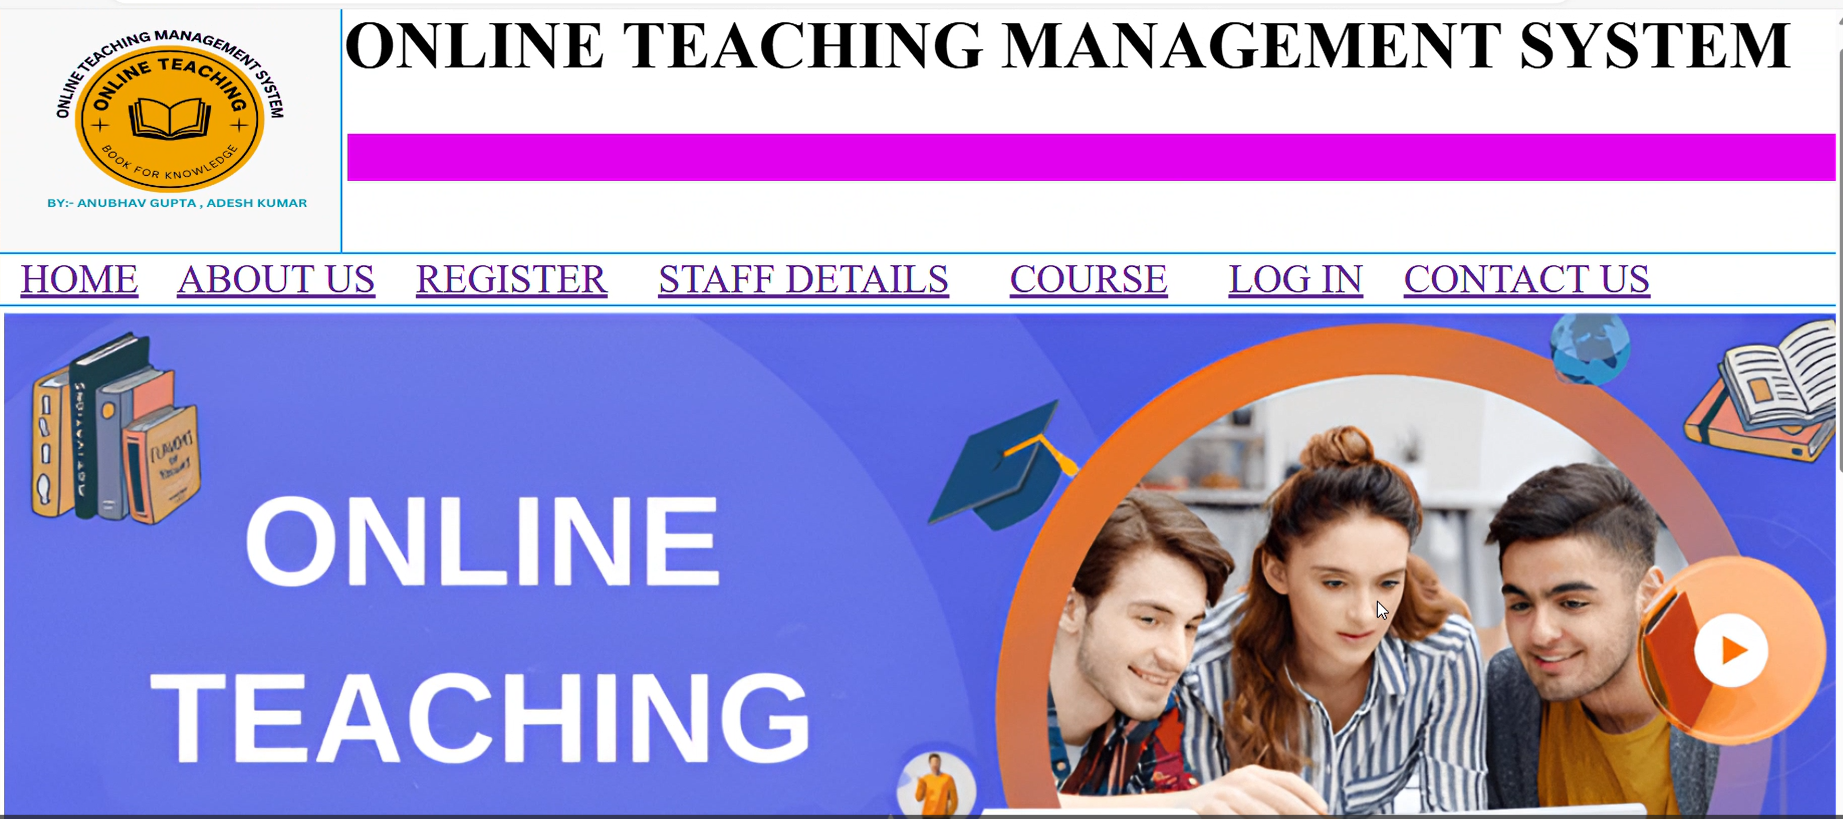 ONLINE TEACHING MANAGEMENT SYSTEM
ONLINE TEACHING
BOOK FOR KNOWLEDGE
BY:- ANUBHAV GUPTA , ADESH KUMAR
ONLINE TEACHING MANAGEMENT SYSTEM
HOME ABOUT US REGISTER STAFF DETAILS COURSE LOG IN CONTACT US
ONLINE
TEACHING